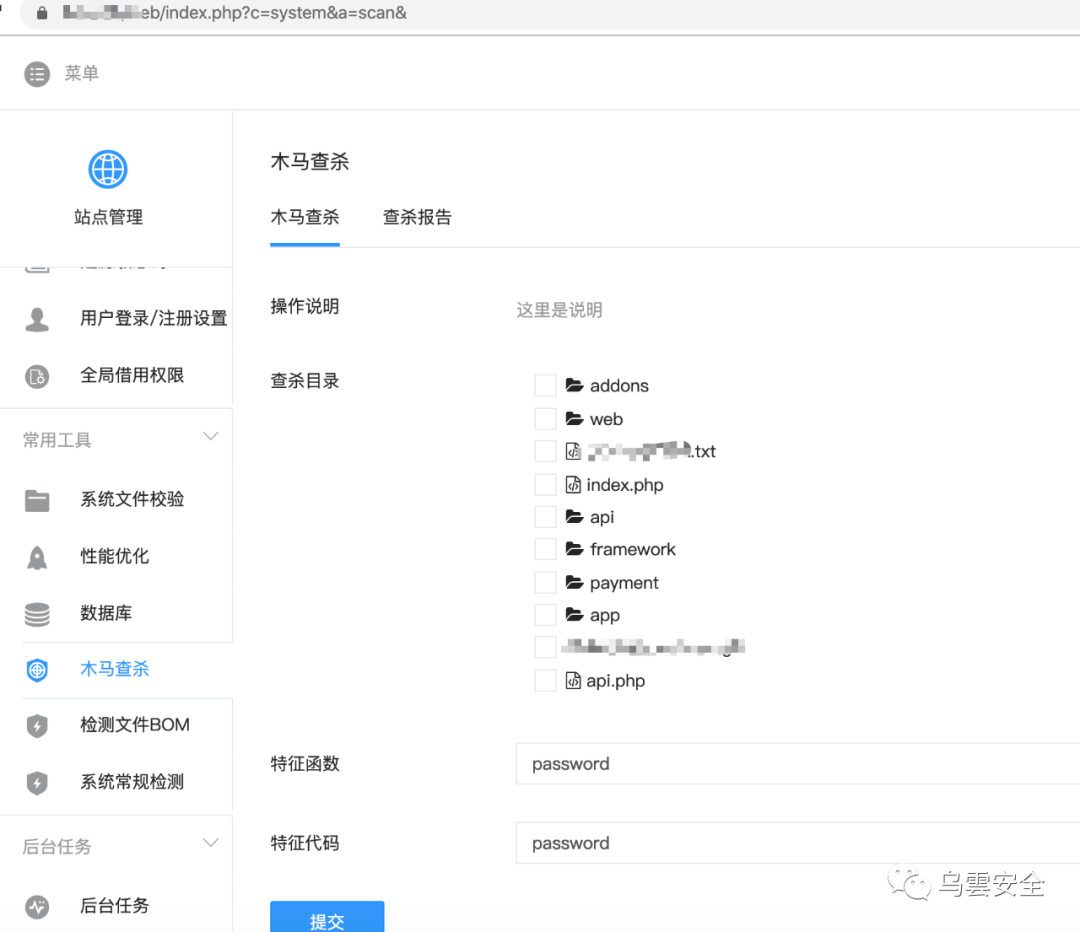 eb/index.php?c=system&a=scan&
菜单
站点管理
用户登录/注册设置
全局借用权限
常用工具
系统文件校验
性能优化
数据库
木马查杀
检测文件BOM
系统常规检测
后台任务
后台任务
木马查杀
木马查杀 查杀报告
操作说明 这里是说明
查杀目录
addons
web
.txt
index.php
api
framework
payment
app
api.php
特征函数 password
特征代码 password
提交
乌雲安全